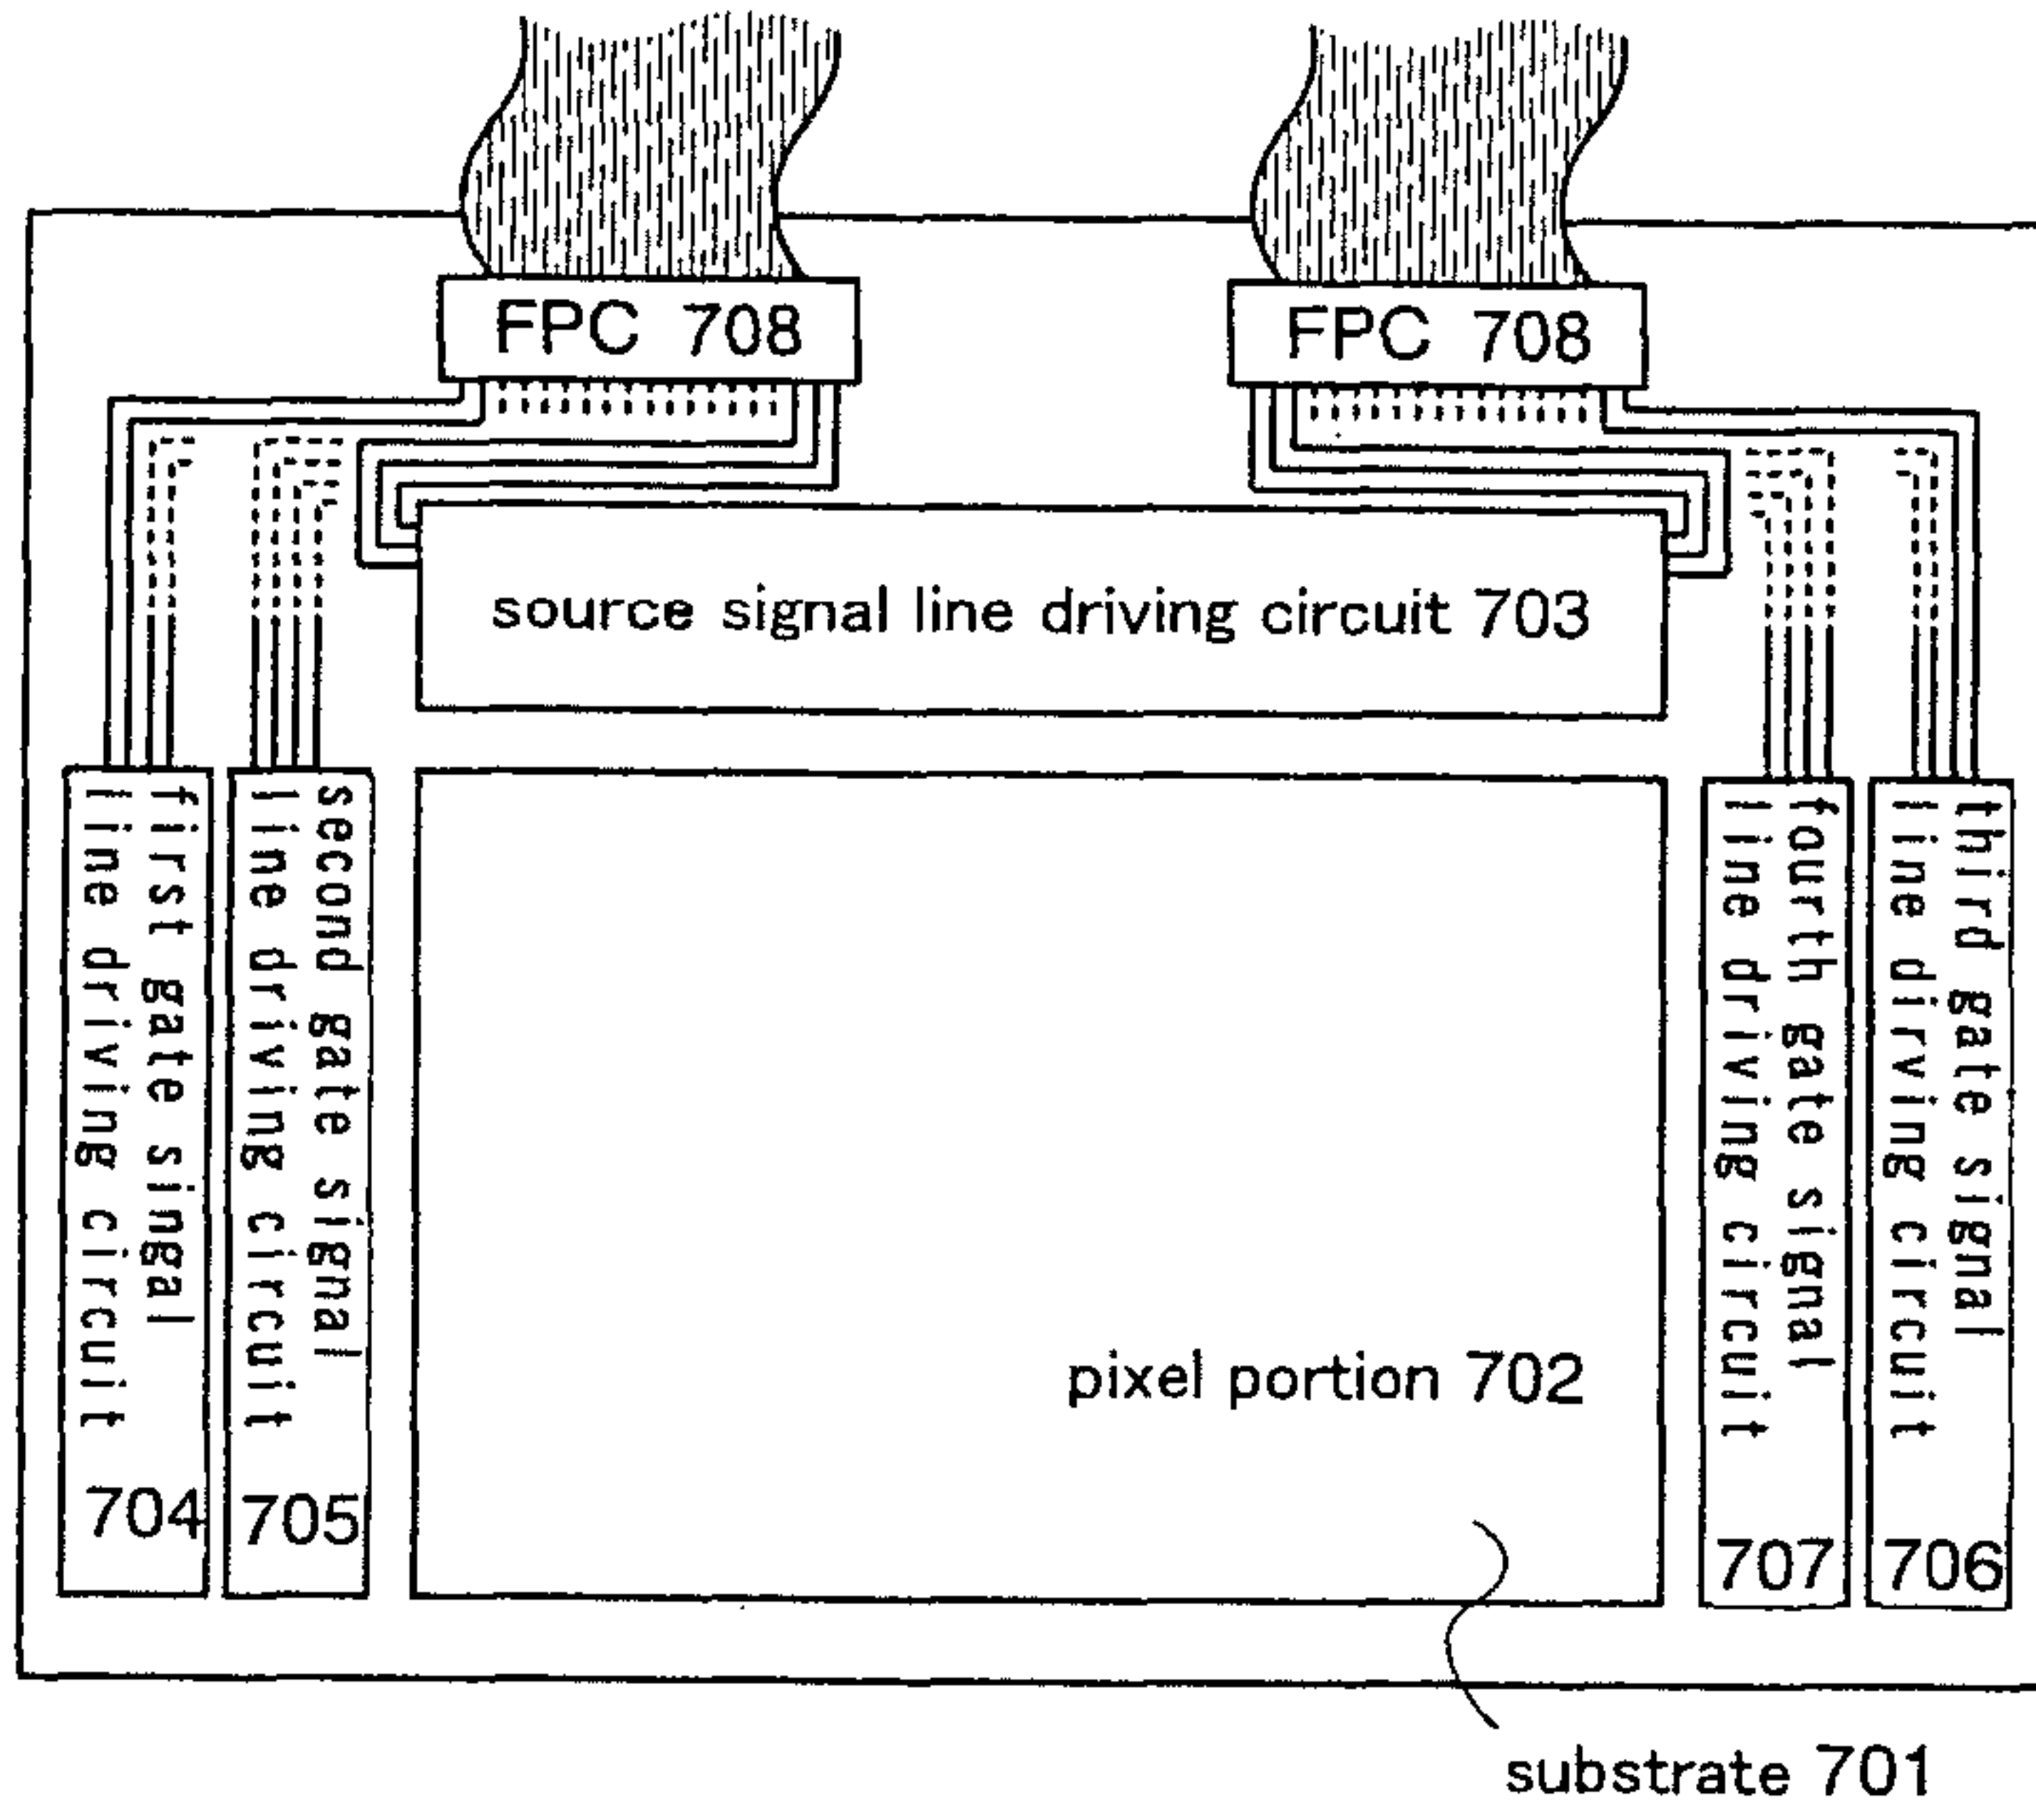 FPC 708
FPC 708
source signal line driving circuit 703
first gate singal
line driving circuit
704
second gate signal
line driving circuit
705
pixel portion 702
fourth gate signal
line driving circuit
707
third gate signal
line dirving circuit
706
substrate 701